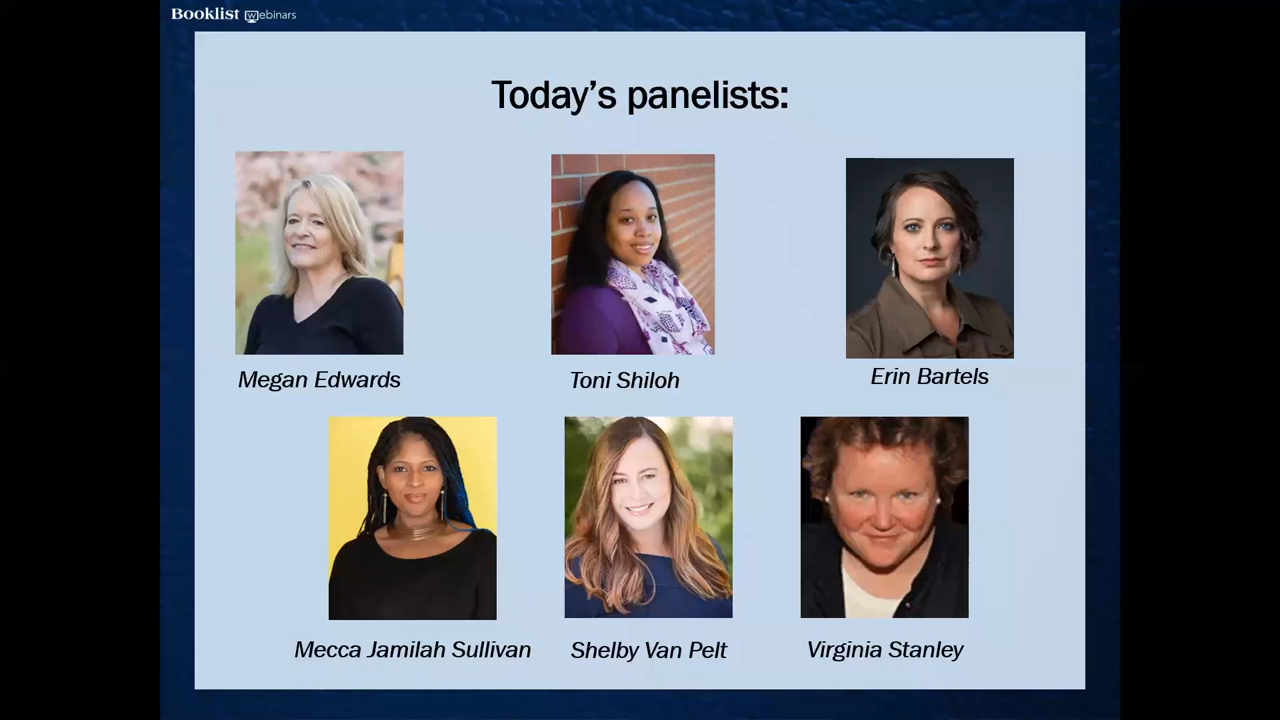 Booklist Webinars
Today's panelists:
Megan Edwards
Toni Shiloh
Erin Bartels
Mecca Jamilah Sullivan
Shelby Van Pelt
Virginia Stanley